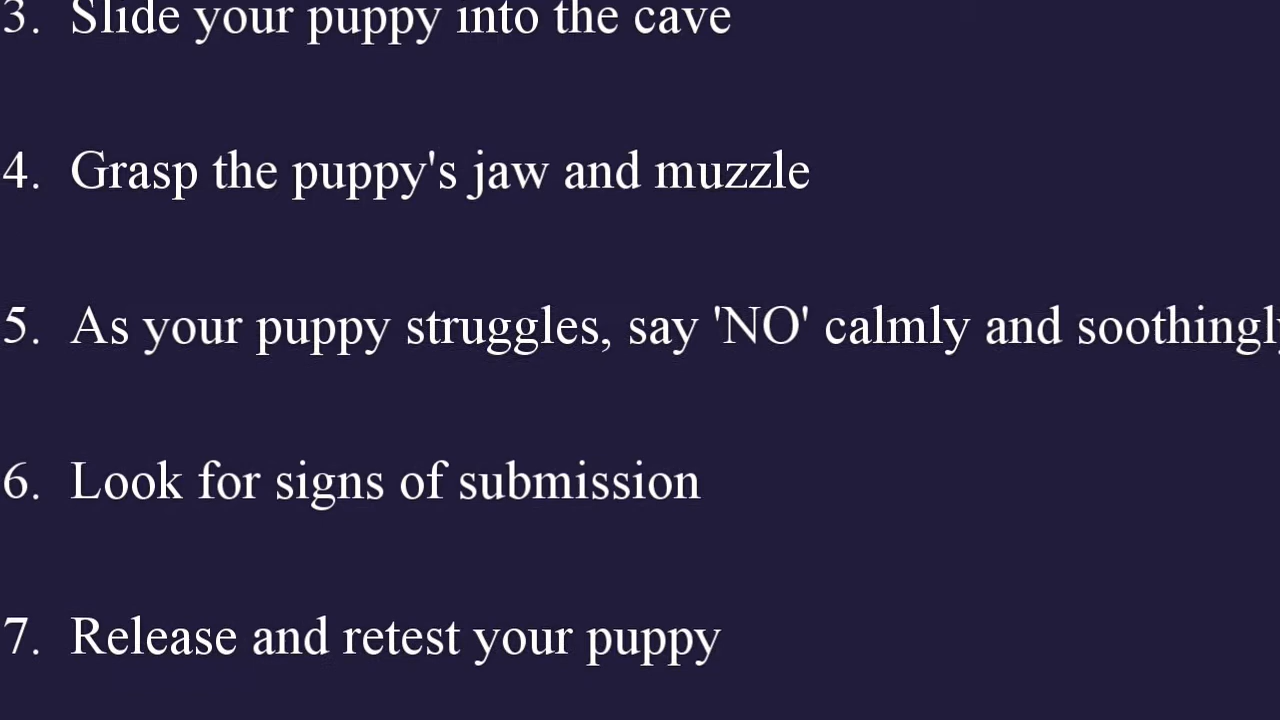 3. Slide your puppy into the cave
4. Grasp the puppy's jaw and muzzle
5. As your puppy struggles, say 'NO' calmly and soothingly
6. Look for signs of submission
7. Release and retest your puppy